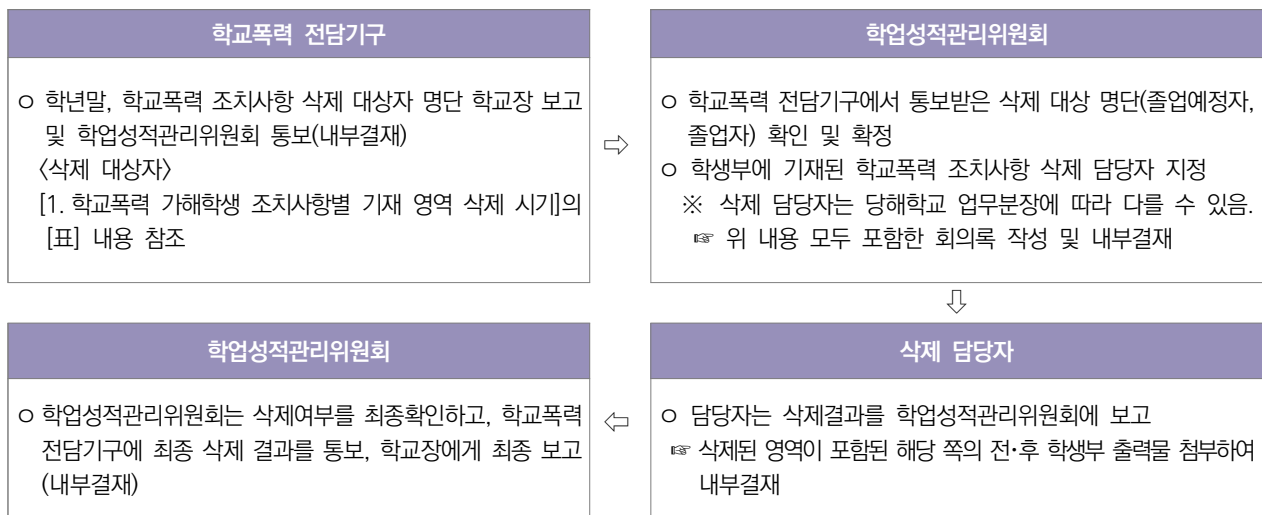 학교폭력 전담기구
ㅇ 학년말, 학교폭력 조치사항 삭제 대상자 명단 학교장 보고
및 학업성적관리위원회 통보(내부결재)
〈삭제 대상자〉
[1. 학교폭력 가해학생 조치사항별 기재 영역 삭제 시기]의
[표] 내용 참조
⇨
학업성적관리위원회
ㅇ 학교폭력 전담기구에서 통보받은 삭제 대상 명단(졸업예정자,
졸업자) 확인 및 확정
ㅇ 학생부에 기재된 학교폭력 조치사항 삭제 담당자 지정
※ 삭제 담당자는 당해학교 업무분장에 따라 다를 수 있음.
☞ 위 내용 모두 포함한 회의록 작성 및 내부결재
⇩
삭제 담당자
ㅇ 담당자는 삭제결과를 학업성적관리위원회에 보고
☞ 삭제된 영역이 포함된 해당 쪽의 전·후 학생부 출력물 첨부하여
내부결재
⇦
학업성적관리위원회
ㅇ 학업성적관리위원회는 삭제여부를 최종확인하고, 학교폭력
전담기구에 최종 삭제 결과를 통보, 학교장에게 최종 보고
(내부결재)